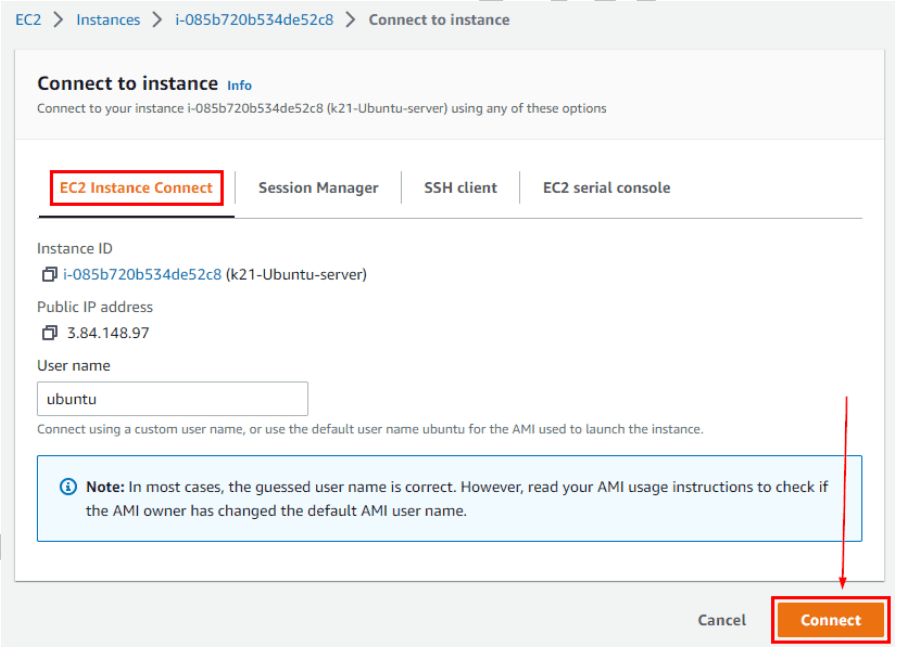 EC2 > Instances > i-085b720b534de52c8 > Connect to instance
Connect to instance Info
Connect to your instance i-085b720b534de52c8 (k21-Ubuntu-server) using any of these options
EC2 Instance Connect Session Manager SSH client EC2 serial console
Instance ID
i-085b720b534de52c8 (k21-Ubuntu-server)
Public IP address
3.84.148.97
User name
ubuntu
Connect using a custom user name, or use the default user name ubuntu for the AMI used to launch the instance.
Note: In most cases, the guessed user name is correct. However, read your AMI usage instructions to check if
the AMI owner has changed the default AMI user name.
Cancel Connect